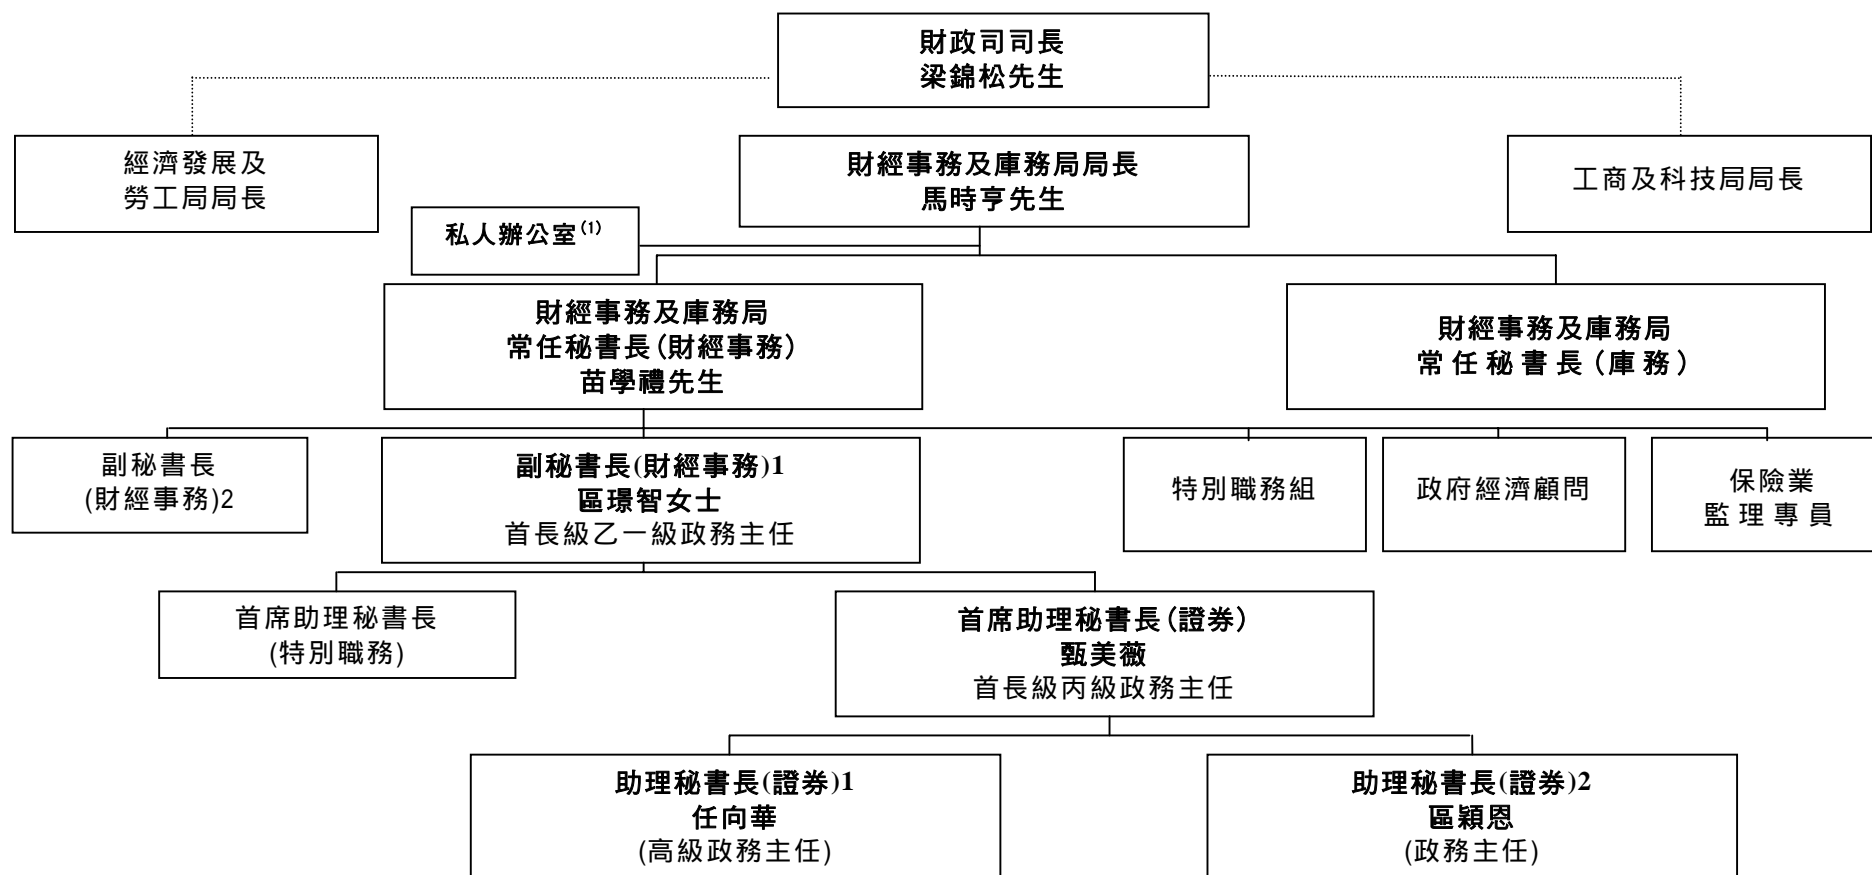 財政司司長
梁錦松先生
經濟發展及
勞工局局長
財經事務及庫務局局長
馬時亨先生
工商及科技局局長
私人辦公室(1)
財經事務及庫務局
常任秘書長(財經事務)
苗學禮先生
財經事務及庫務局
常任秘書長(庫務)
副秘書長
(財經事務)2
副秘書長(財經事務)1
區璟智女士
首長級乙一級政務主任
特別職務組
政府經濟顧問
保險業
監理專員
首席助理秘書長
(特別職務)
首席助理秘書長(證券)
甄美薇
首長級丙級政務主任
助理秘書長(證券)1
任向華
(高級政務主任)
助理秘書長(證券)2
區穎恩
(政務主任)